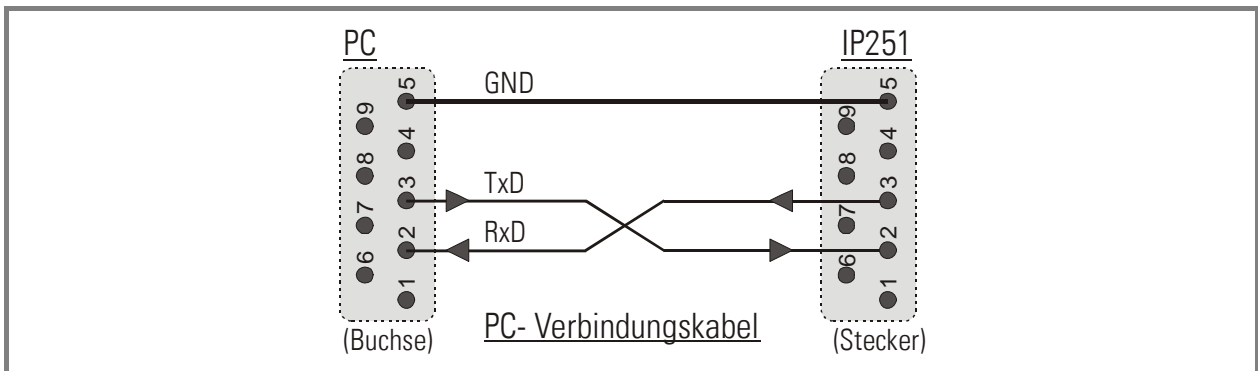 PC
IP251
GND
5
9
4
8
3
TxD
7
2
RxD
6
1
5
9
4
8
3
7
2
6
1
(Buchse)
PC- Verbindungskabel
(Stecker)